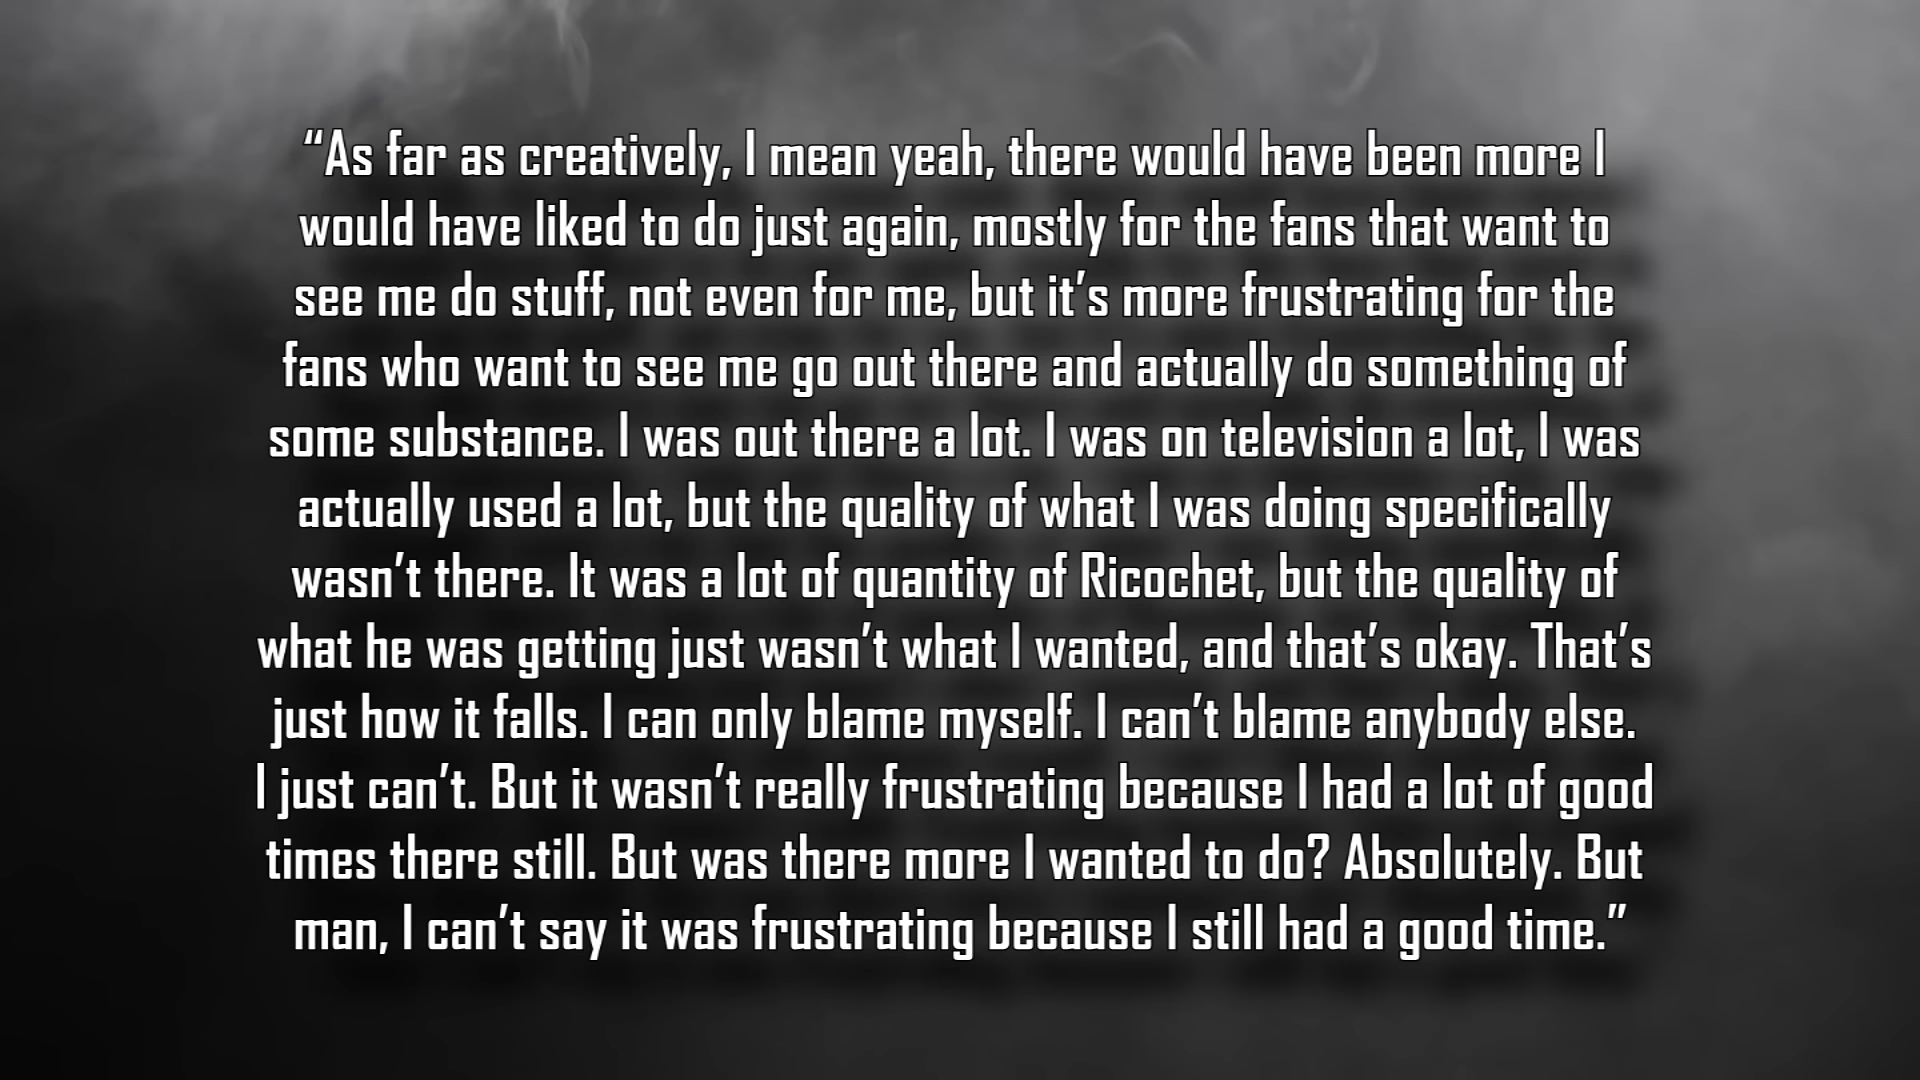 “As far as creatively, I mean yeah, there would have been more I
would have liked to do just again, mostly for the fans that want to
see me do stuff, not even for me, but it’s more frustrating for the
fans who want to see me go out there and actually do something of
some substance. I was out there a lot. I was on television a lot, I was
actually used a lot, but the quality of what I was doing specifically
wasn’t there. It was a lot of quantity of Ricochet, but the quality of
what he was getting just wasn’t what I wanted, and that’s okay. That’s
just how it falls. I can only blame myself. I can’t blame anybody else.
I just can’t. But it wasn’t really frustrating because I had a lot of good
times there still. But was there more I wanted to do? Absolutely. But
man, I can’t say it was frustrating because I still had a good time.”